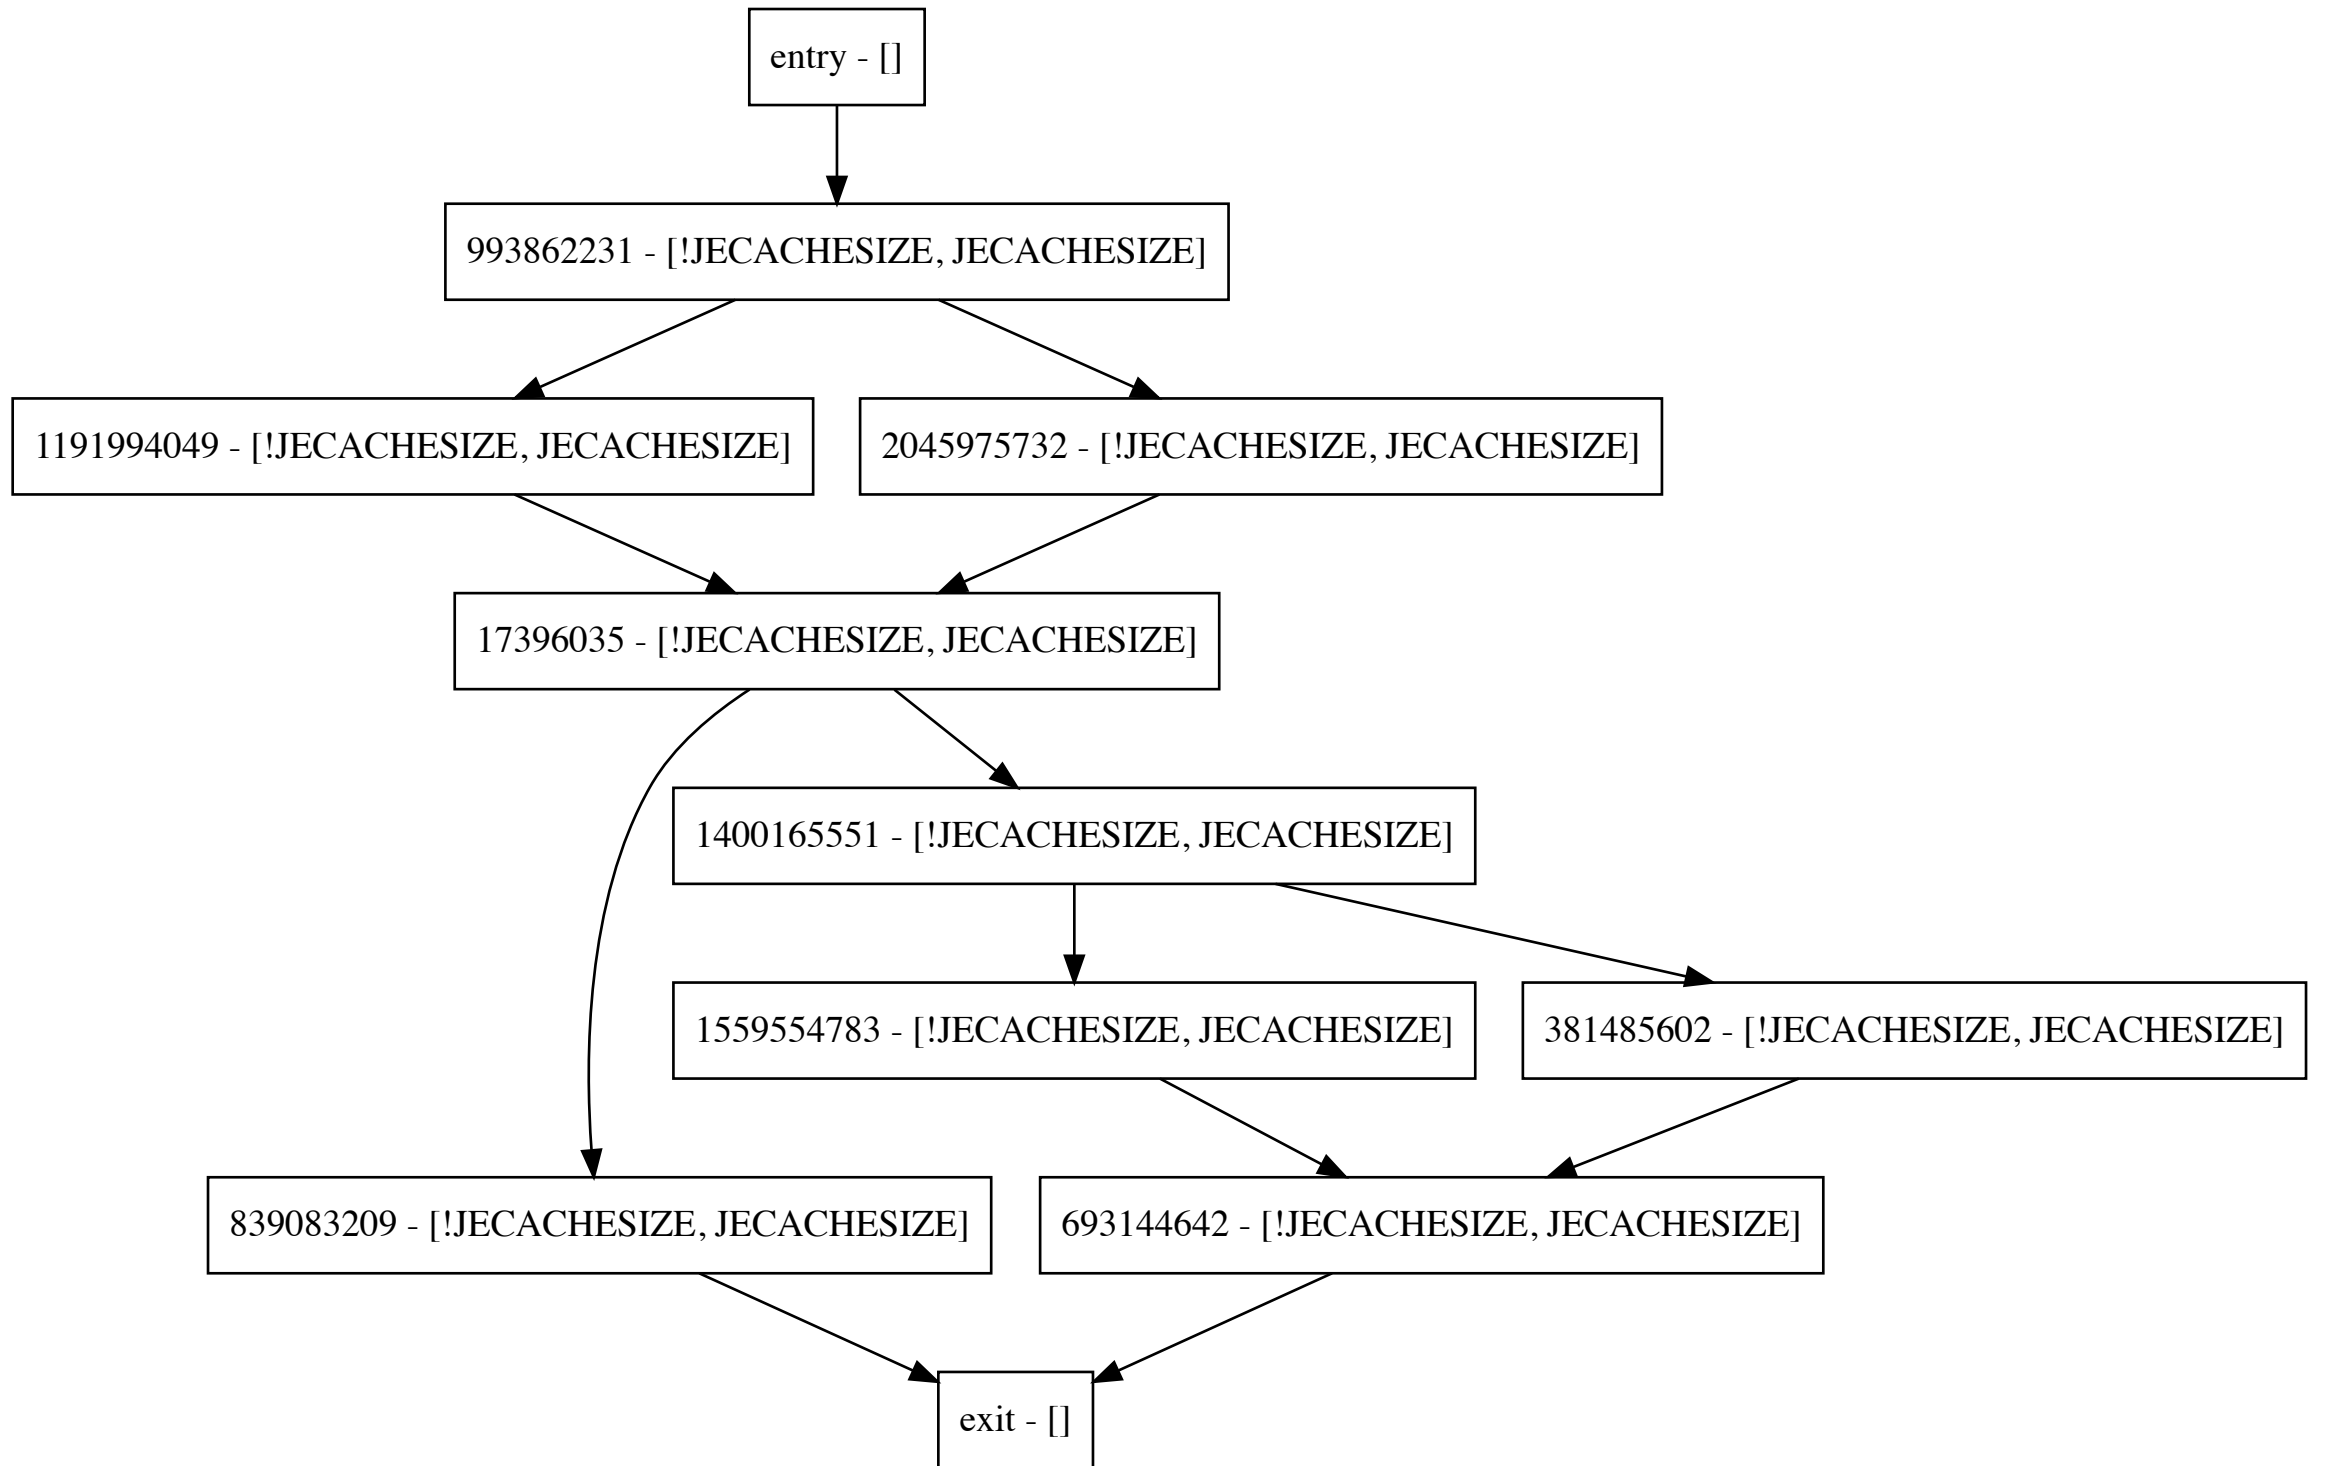 entry - []
993862231 - [!JECACHESIZE, JECACHESIZE]
1191994049 - [!JECACHESIZE, JECACHESIZE]
2045975732 - [!JECACHESIZE, JECACHESIZE]
17396035 - [!JECACHESIZE, JECACHESIZE]
1400165551 - [!JECACHESIZE, JECACHESIZE]
1559554783 - [!JECACHESIZE, JECACHESIZE]
381485602 - [!JECACHESIZE, JECACHESIZE]
839083209 - [!JECACHESIZE, JECACHESIZE]
693144642 - [!JECACHESIZE, JECACHESIZE]
exit - []